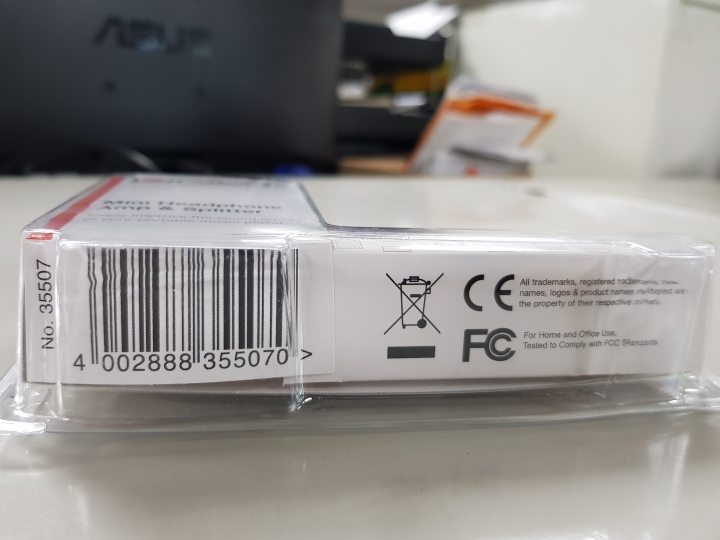 ASUS
Mini Headphone
Amp & Splitter
No. 35507
4 002888 355070 >
CE
All trademarks, registered trademarks,
names, logos & product names mentioned are
the property of their respective owners.
FC
For Home and Office Use.
Tested to Comply with FCC Standards